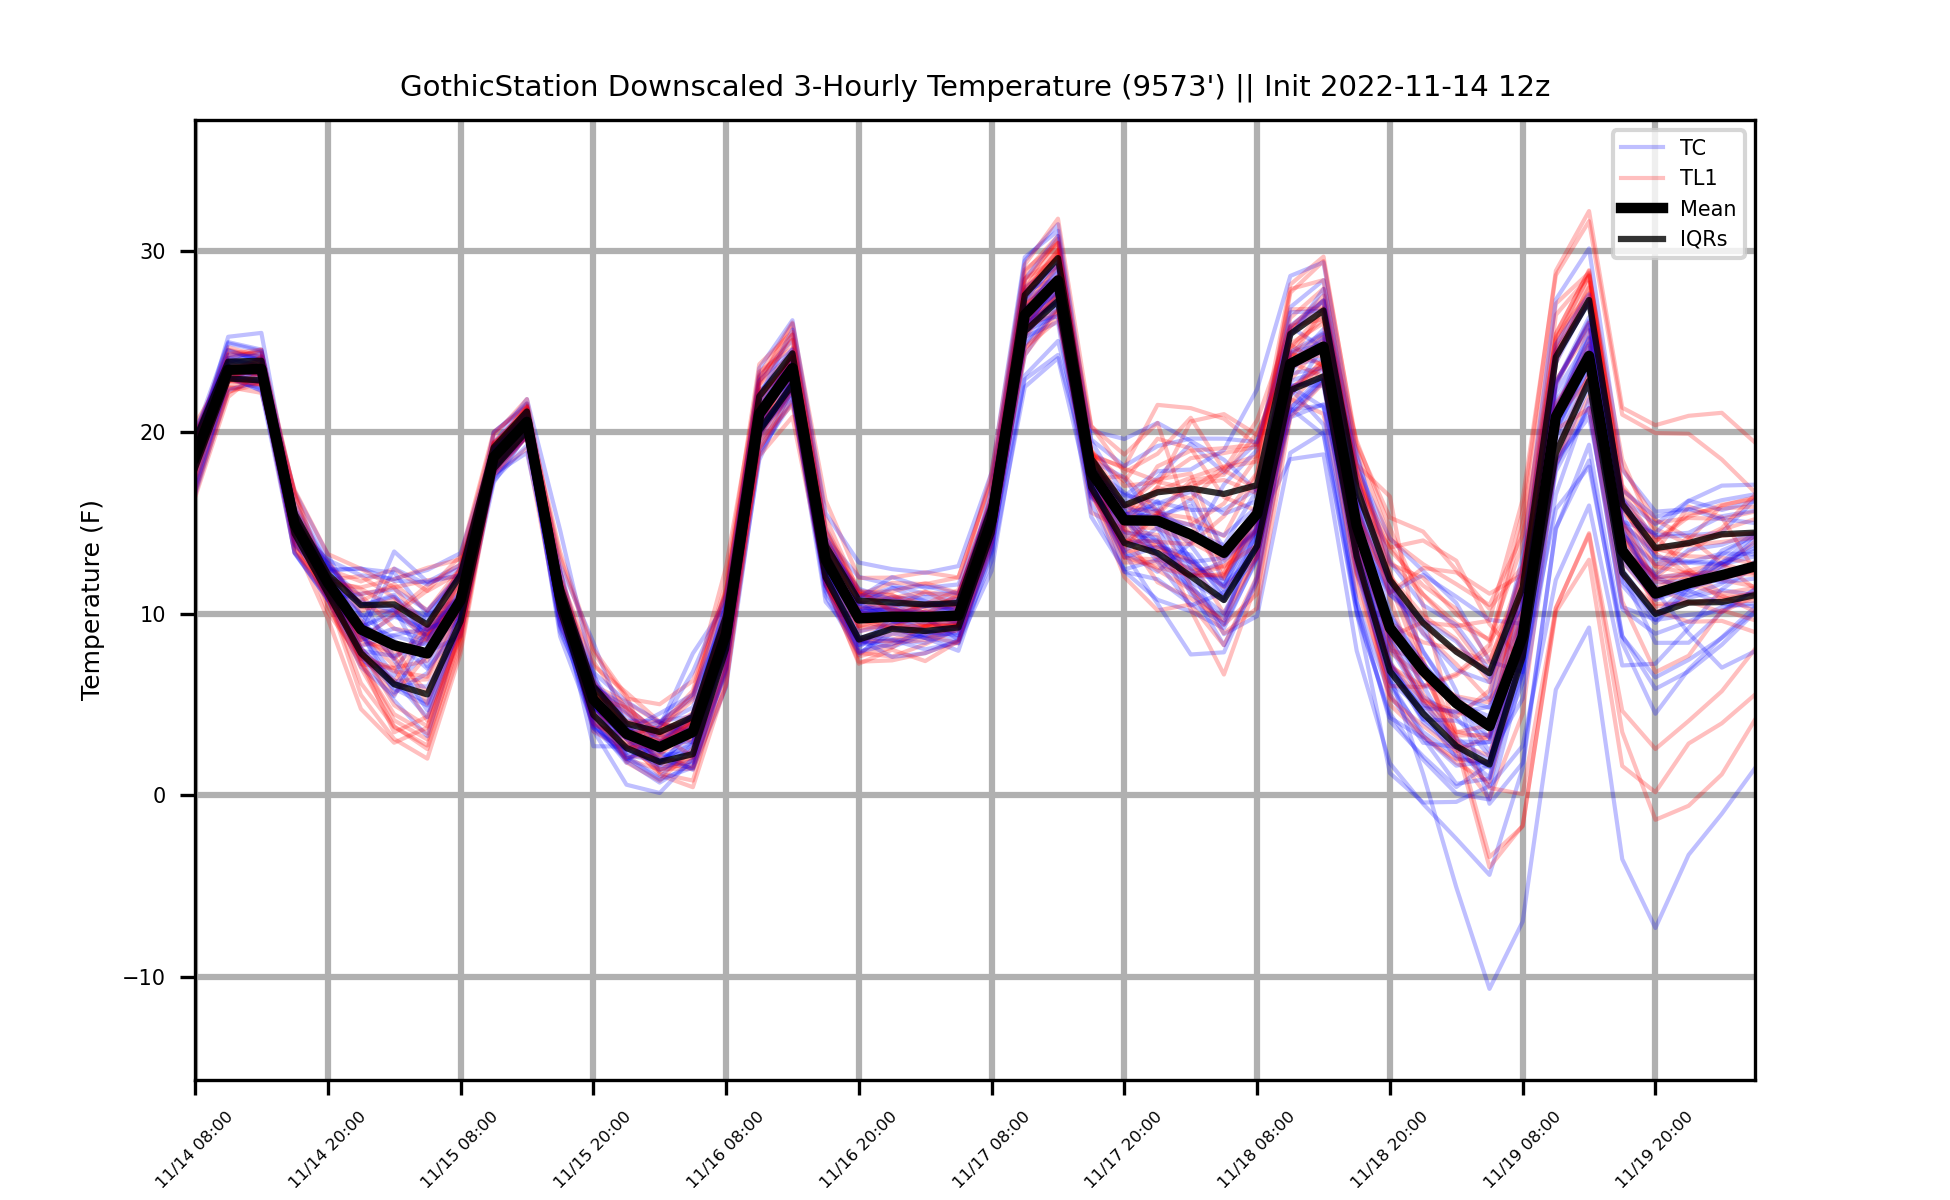 GothicStation Downscaled 3-Hourly Temperature (9573') || Init 2022-11-14 12z
TC
TL1
Mean
IQRs
Temperature (F)
30
20
10
0
−10
11/14 08:00
11/14 20:00
11/15 08:00
11/15 20:00
11/16 08:00
11/16 20:00
11/17 08:00
11/17 20:00
11/18 08:00
11/18 20:00
11/19 08:00
11/19 20:00